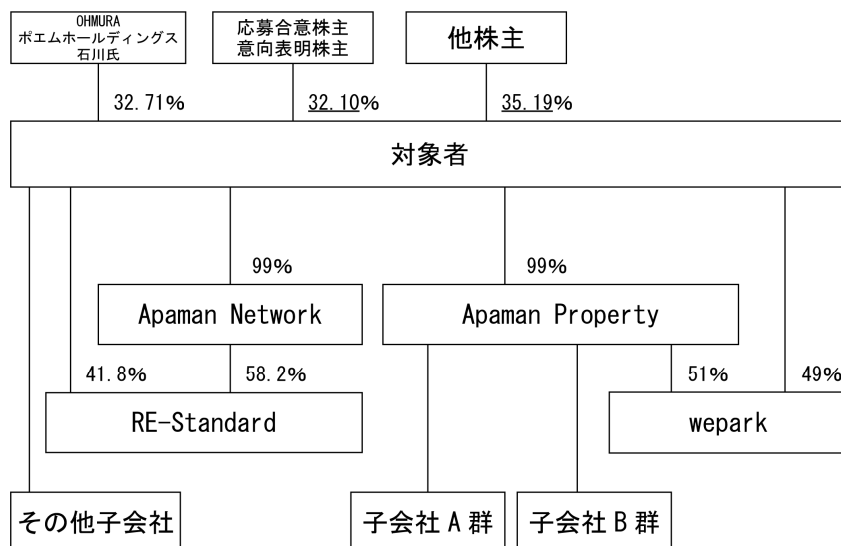 OHMURA
ポエムホールディングス
石川氏
応募合意株主
意向表明株主
他株主
32.71%
32.10%
35.19%
対象者
99%
99%
Apaman Network
Apaman Property
41.8%
58.2%
51%
49%
RE-Standard
wepark
その他子会社
子会社 A 群
子会社 B 群